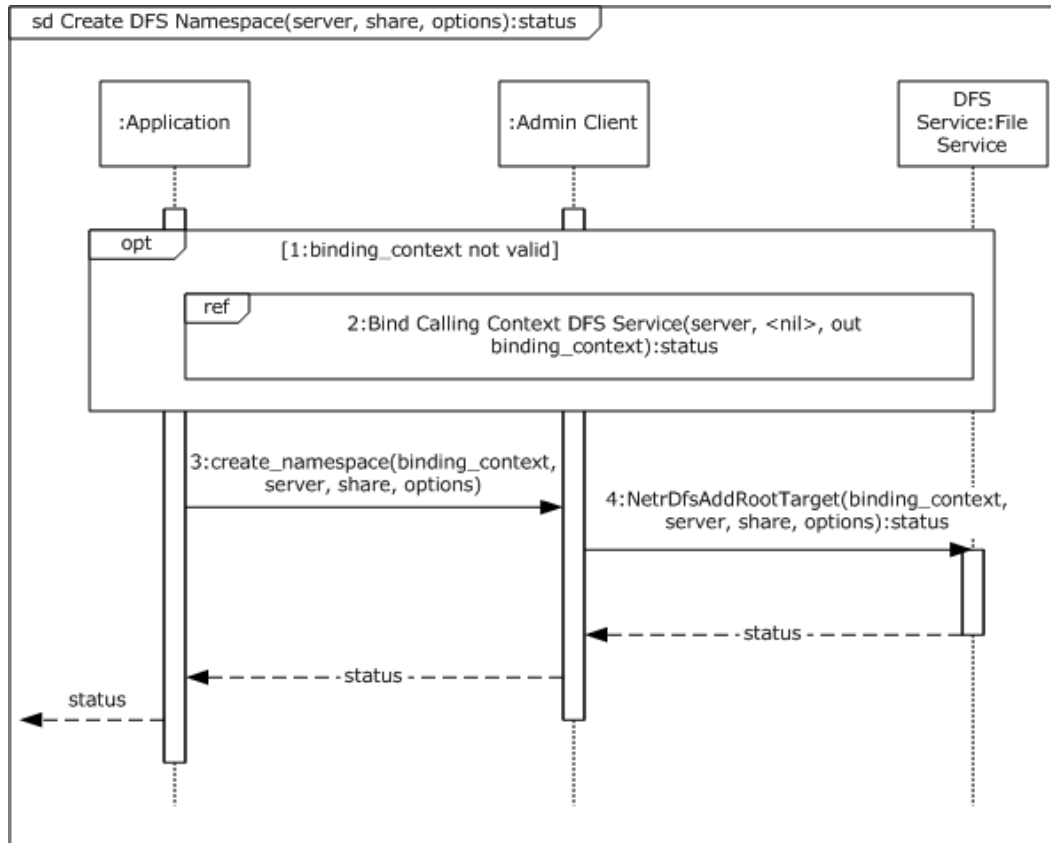 sd Create DFS Namespace(server, share, options):status
:Application
:Admin Client
DFS
Service:File
Service
opt
[1:binding_context not valid]
ref
2:Bind Calling Context DFS Service(server, <nil>, out
binding_context):status
3:create_namespace(binding_context,
server, share, options)
4:NetrDfsAddRootTarget(binding_context,
server, share, options):status
status
status
status